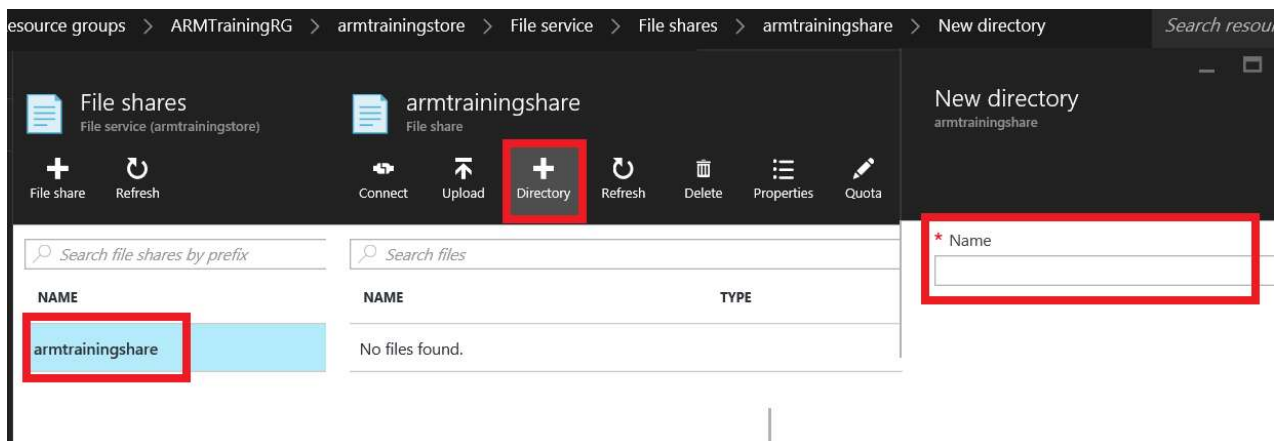 esource groups > ARMTrainingRG > armtrainingstore > File service > File shares > armtrainingshare > New directory Search resour
File shares
File service (armtrainingstore)
File share Refresh
Search file shares by prefix
NAME
armtrainingshare
armtrainingshare
File share
Connect Upload Directory Refresh Delete Properties Quota
Search files
NAME TYPE
No files found.
New directory
armtrainingshare
* Name